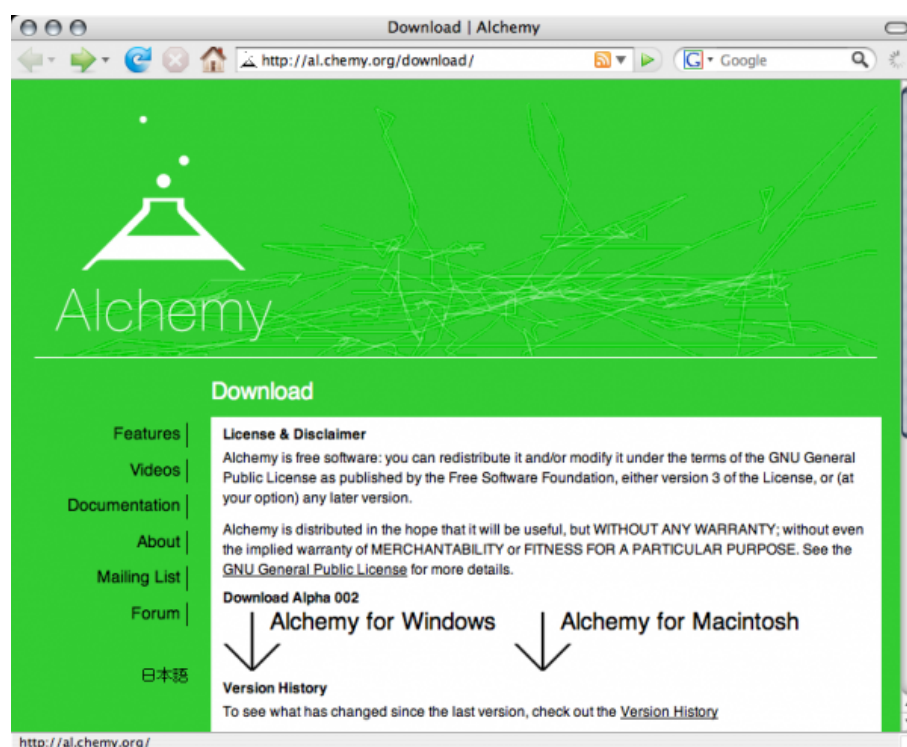 Download | Alchemy
http://al.chemy.org/download/
G Google
Alchemy
Download
Features
Videos
Documentation
About
Mailing List
Forum
日本語
License & Disclaimer
Alchemy is free software: you can redistribute it and/or modify it under the terms of the GNU General
Public License as published by the Free Software Foundation, either version 3 of the License, or (at
your option) any later version.
Alchemy is distributed in the hope that it will be useful, but WITHOUT ANY WARRANTY; without even
the implied warranty of MERCHANTABILITY or FITNESS FOR A PARTICULAR PURPOSE. See the
GNU General Public License for more details.
Download Alpha 002
Alchemy for Windows
Alchemy for Macintosh
Version History
To see what has changed since the last version, check out the Version History
http://al.chemy.org/